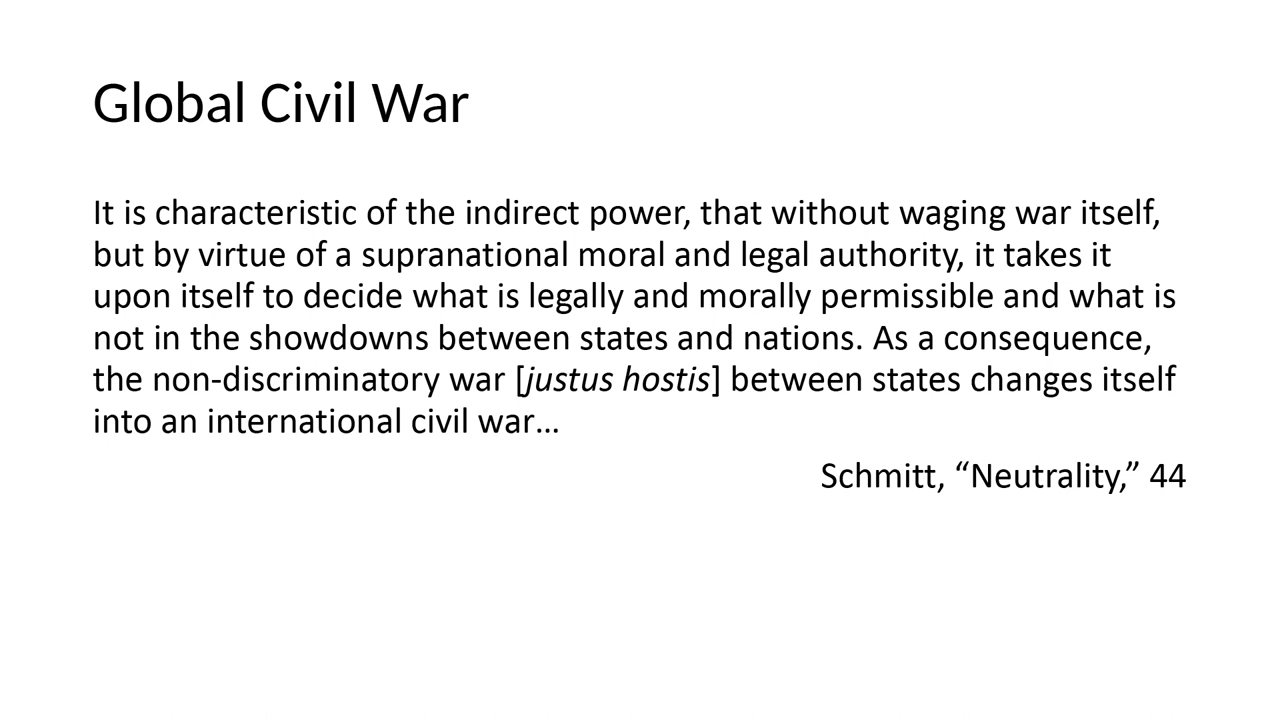 Global Civil War
It is characteristic of the indirect power, that without waging war itself,
but by virtue of a supranational moral and legal authority, it takes it
upon itself to decide what is legally and morally permissible and what is
not in the showdowns between states and nations. As a consequence,
the non-discriminatory war [justus hostis] between states changes itself
into an international civil war…
Schmitt, “Neutrality,” 44